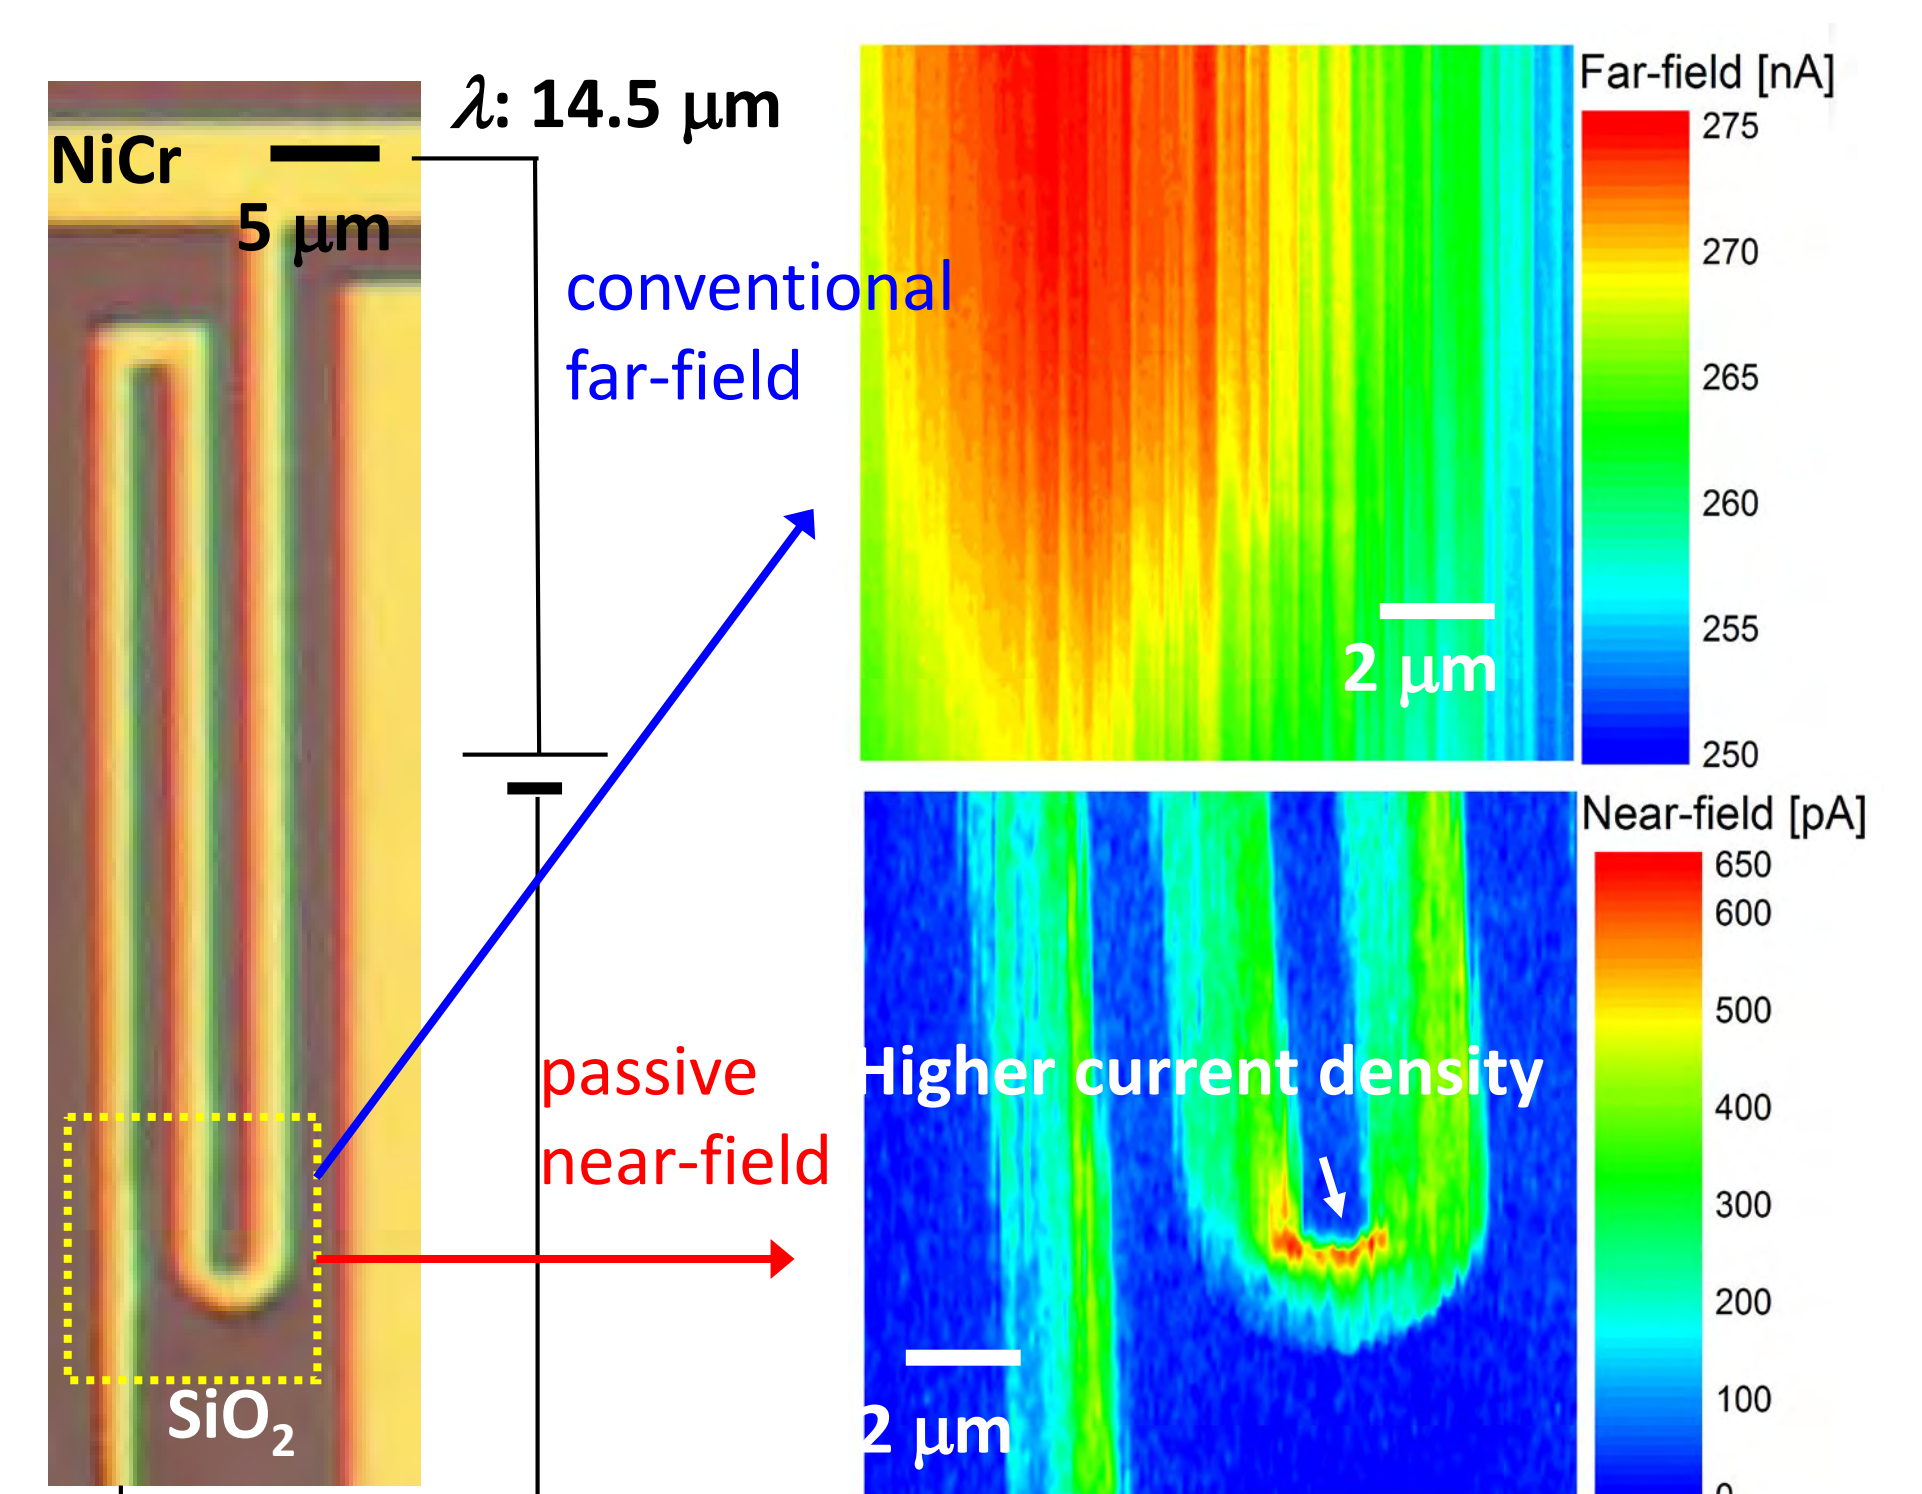 NiCr
5 μm
λ: 14.5 μm
conventional
far-field
passive
near-field
SiO2
2 μm
Far-field [nA]
275
270
265
260
255
250
Higher current density
2 μm
Near-field [pA]
650
600
500
400
300
200
100
0